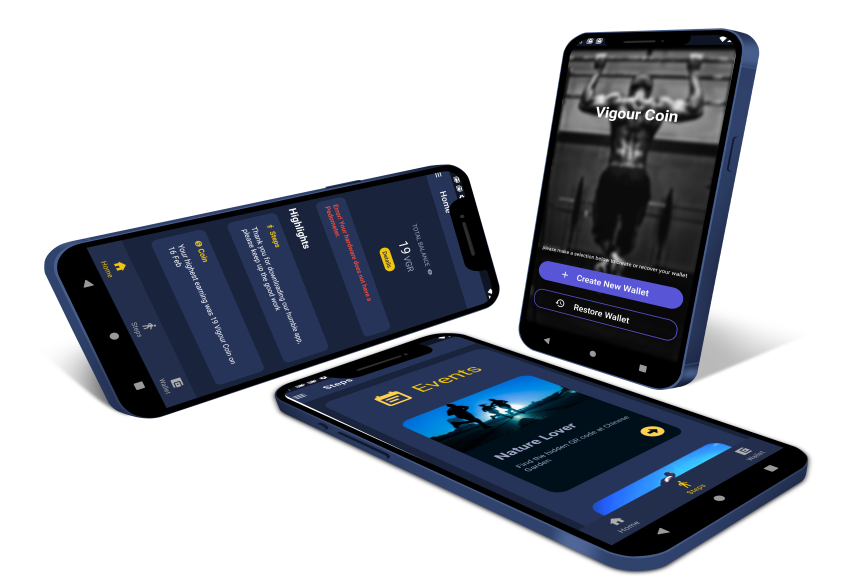 Home
TOTAL BALANCE
19 VGR
Details
Error! Your hardware does not have a
Pedometer.
Highlights
Steps
Thank you for downloading our humble app,
please keep up the good work
Coin
Your highest earning was 19 Vigour Coin on
16 Feb
Home
Steps
Wallet
Vigour Coin
please make a selection below to create or recover your wallet
Create New Wallet
Restore Wallet
Steps
Events
Nature Lover
Find the hidden QR code at Chinese
Garden
Home
Steps
Wallet